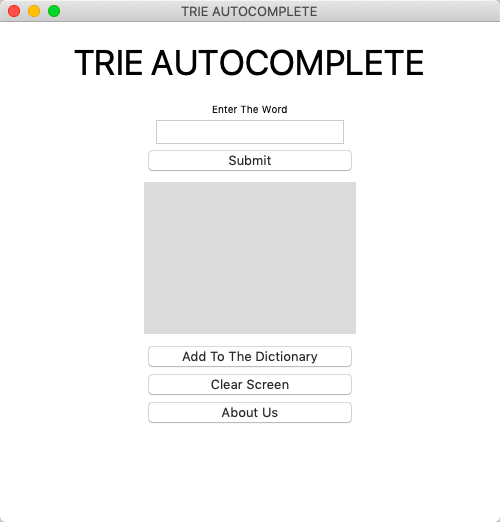 TRIE AUTOCOMPLETE
TRIE AUTOCOMPLETE
Enter The Word
Submit
Add To The Dictionary
Clear Screen
About Us